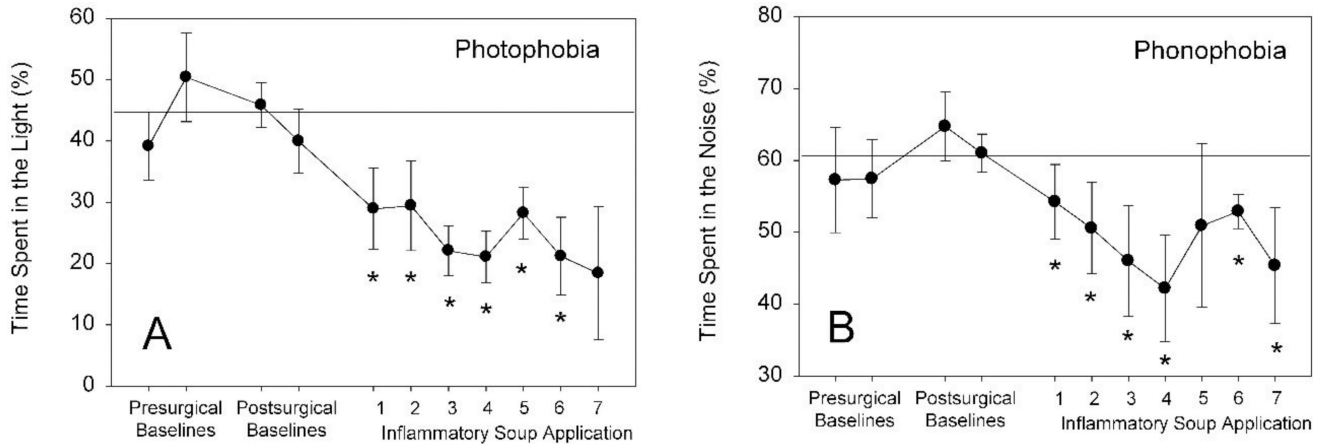 Time Spent in the Light (%)
60
50
40
30
20
10
0
Photophobia
A
*
*
*
*
*
*
1 2 3 4 5 6 7
Presurgical Baselines
Postsurgical Baselines
Inflammatory Soup Application
Time Spent in the Noise (%)
80
70
60
50
40
30
Phonophobia
B
*
*
*
*
*
*
1 2 3 4 5 6 7
Presurgical Baselines
Postsurgical Baselines
Inflammatory Soup Application